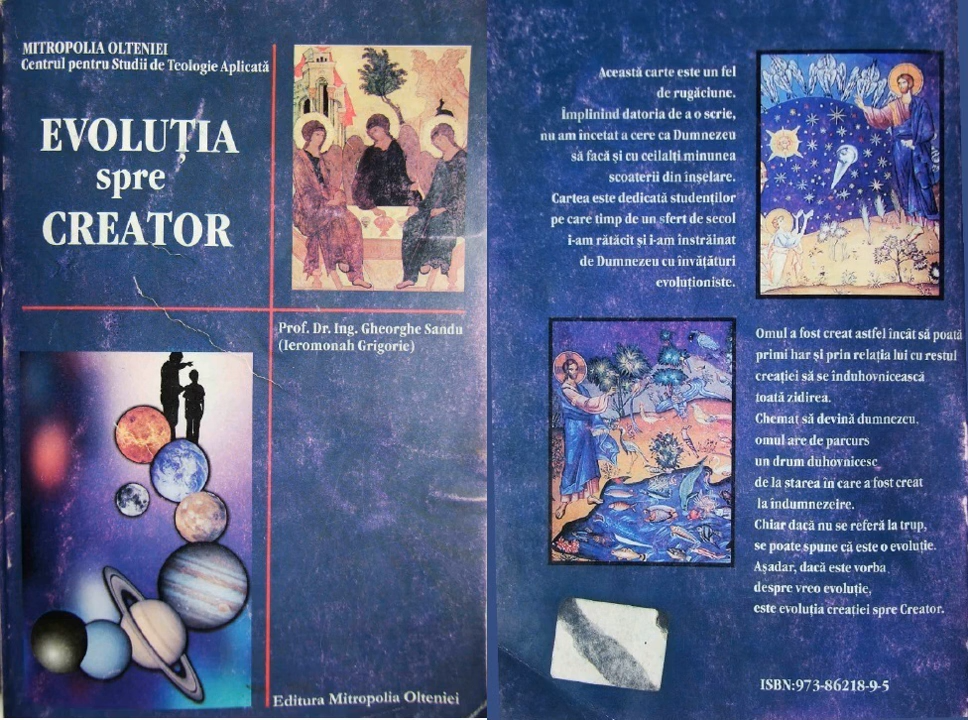 MITROPOLIA OLTENIEI
Centrul pentru Studii de Teologie Aplicată
EVOLUȚIA
spre
CREATOR
Prof. Dr. Ing. Gheorghe Sandu
(Ieromonah Grigorie)
Editura Mitropolia Olteniei
Această carte este un fel
de rugăciune.
Împlinind datoria de a o scrie,
nu am încetat a cere ca Dumnezeu
să facă și cu ceilalți minunea
scoaterii din înșelare.
Cartea este dedicată studenților
pe care timp de un sfert de secol
i-am rătăcit și i-am înstrăinat
de Dumnezeu cu învățături
evoluționiste.
Omul a fost creat astfel încât să poată
primi har și prin relația lui cu restul
creației să se înduhovnicească
toată zidirea.
Chemat să devină dumnezeu,
omul are de parcurs
un drum duhovnicesc
de la starea în care a fost creat
la îndumnezeire.
Chiar dacă nu se referă la trup,
se poate spune că este o evoluție.
Așadar, dacă este vorba
despre vreo evoluție,
este evoluția creației spre Creator.
ISBN:973-86218-9-5